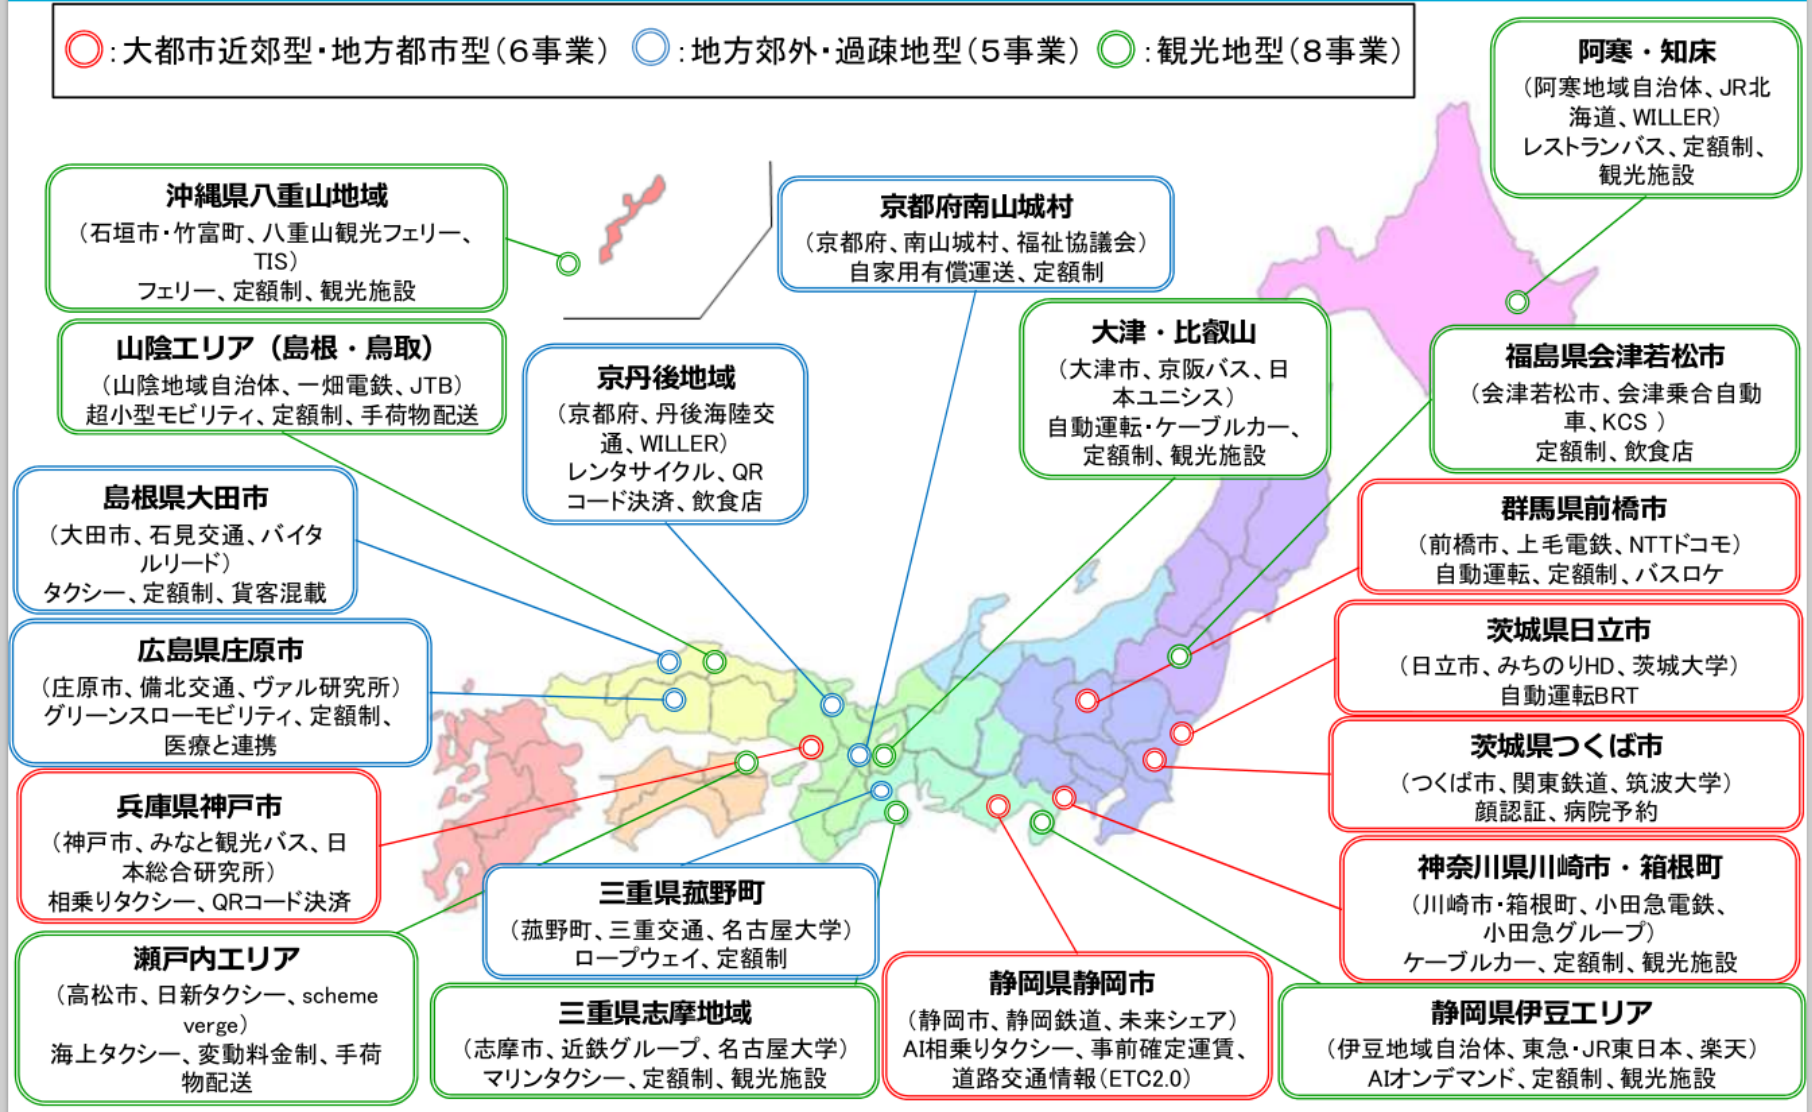 ：大都市近郊型・地方都市型（6事業）
：地方郊外・過疎地型（5事業）
：観光地型（8事業）
阿寒・知床
（阿寒地域自治体、JR北
海道、WILLER）
レストランバス、定額制、
観光施設
沖縄県八重山地域
（石垣市・竹富町、八重山観光フェリー、
TIS）
フェリー、定額制、観光施設
京都府南山城村
（京都府、南山城村、福祉協議会）
自家用有償運送、定額制
山陰エリア（島根・鳥取）
（山陰地域自治体、一畑電鉄、JTB）
超小型モビリティ、定額制、手荷物配送
京丹後地域
（京都府、丹後海陸交
通、WILLER）
レンタサイクル、QR
コード決済、飲食店
大津・比叡山
（大津市、京阪バス、日
本ユニシス）
自動運転・ケーブルカー、
定額制、観光施設
福島県会津若松市
（会津若松市、会津乗合自動
車、KCS ）
定額制、飲食店
島根県大田市
（大田市、石見交通、バイタ
ルリード）
タクシー、定額制、貨客混載
群馬県前橋市
（前橋市、上毛電鉄、NTTドコモ）
自動運転、定額制、バスロケ
広島県庄原市
（庄原市、備北交通、ヴァル研究所）
グリーンスローモビリティ、定額制、
医療と連携
茨城県日立市
（日立市、みちのりHD、茨城大学）
自動運転BRT
茨城県つくば市
（つくば市、関東鉄道、筑波大学）
顔認証、病院予約
兵庫県神戸市
（神戸市、みなと観光バス、日
本総合研究所）
相乗りタクシー、QRコード決済
神奈川県川崎市・箱根町
（川崎市・箱根町、小田急電鉄、
小田急グループ）
ケーブルカー、定額制、観光施設
三重県菰野町
（菰野町、三重交通、名古屋大学）
ロープウェイ、定額制
瀬戸内エリア
（高松市、日新タクシー、scheme
verge）
海上タクシー、変動料金制、手荷
物配送
三重県志摩地域
（志摩市、近鉄グループ、名古屋大学）
マリンタクシー、定額制、観光施設
静岡県静岡市
（静岡市、静岡鉄道、未来シェア）
AI相乗りタクシー、事前確定運賃、
道路交通情報（ETC2.0）
静岡県伊豆エリア
（伊豆地域自治体、東急・JR東日本、楽天）
AIオンデマンド、定額制、観光施設